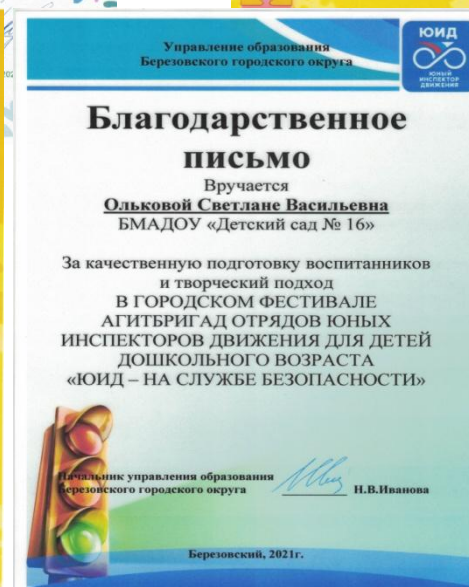 Управление образования
Березовского городского округа
ЮИД
ЮНЫЙ
ИНСПЕКТОР
ДВИЖЕНИЯ
Благодарственное
письмо
Вручается
Ольковой Светлане Васильевна
БМАДОУ «Детский сад № 16»
За качественную подготовку воспитанников
и творческий подход
В ГОРОДСКОМ ФЕСТИВАЛЕ
АГИТБРИГАД ОТРЯДОВ ЮНЫХ
ИНСПЕКТОРОВ ДВИЖЕНИЯ ДЛЯ ДЕТЕЙ
ДОШКОЛЬНОГО ВОЗРАСТА
«ЮИД – НА СЛУЖБЕ БЕЗОПАСНОСТИ»
Начальник управления образования
Березовского городского округа Н.В.Иванова
Березовский, 2021г.